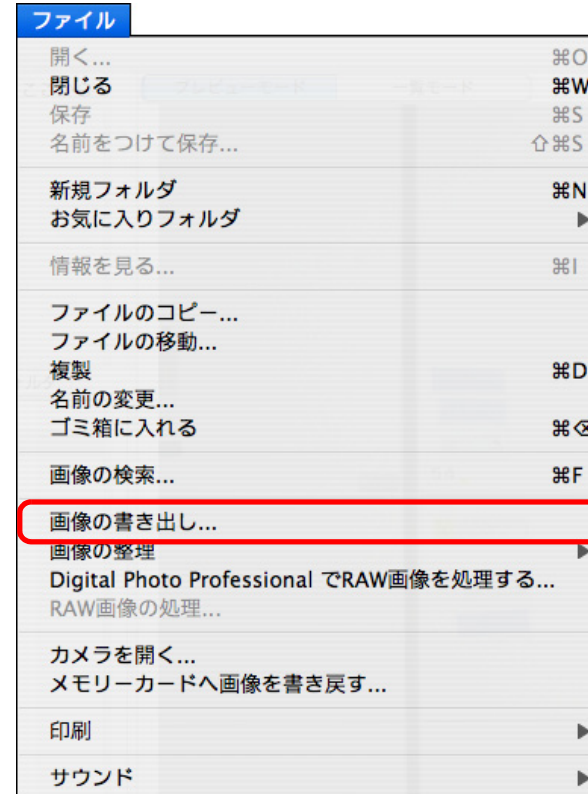 ファイル
開く... ⌘O
閉じる ⌘W
保存 ⌘S
名前をつけて保存... ⇧⌘S
新規フォルダ ⌘N
お気に入りフォルダ ▶
情報を見る... ⌘I
ファイルのコピー...
ファイルの移動...
複製 ⌘D
名前の変更...
ゴミ箱に入れる ⌘⌫
画像の検索... ⌘F
画像の書き出し...
画像の整理 ▶
Digital Photo Professional でRAW画像を処理する...
RAW画像の処理...
カメラを開く...
メモリーカードへ画像を書き戻す...
印刷 ▶
サウンド ▶